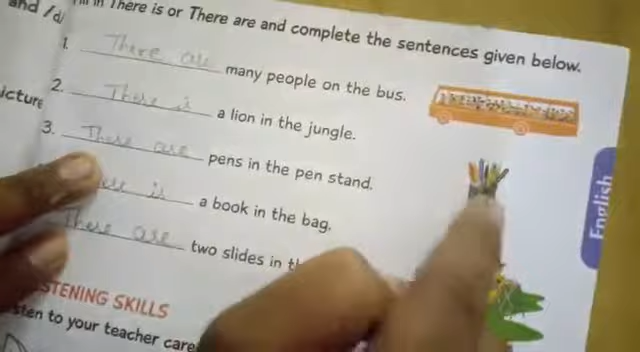 and /d/
in There is or There are and complete the sentences given below.
1. There are many people on the bus.
2. There is a lion in the jungle.
icture
3. There are pens in the pen stand.
is a book in the bag.
There are two slides in
English
STENING SKILLS
sten to your teacher care